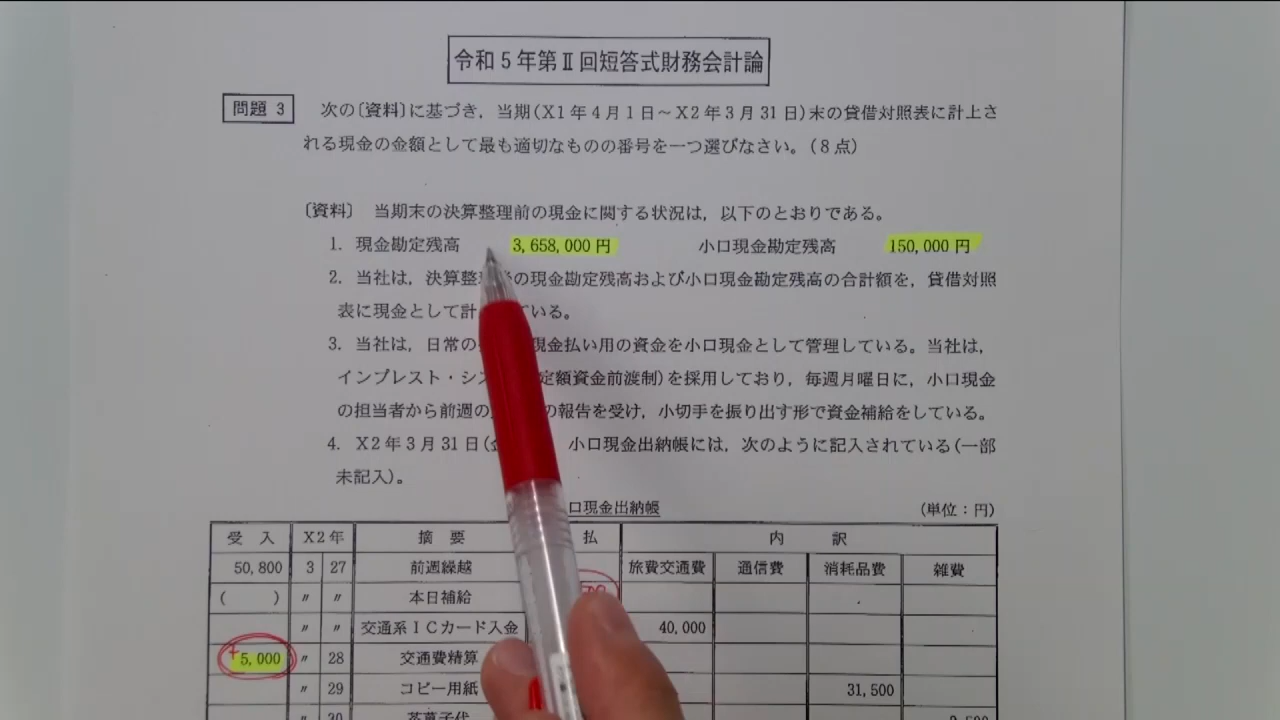 令和5年第Ⅱ回短答式財務会計論
問題 3 次の〔資料〕に基づき，当期(X1年4月1日～X2年3月31日)末の貸借対照表に計上さ
れる現金の金額として最も適切なものの番号を一つ選びなさい。(8点)
〔資料〕 当期末の決算整理前の現金に関する状況は，以下のとおりである。
1. 現金勘定残高 3,658,000円 小口現金勘定残高 150,000円
2. 当社は，決算整 の現金勘定残高および小口現金勘定残高の合計額を，貸借対照
表に現金として計 ている。
3. 当社は，日常の 現金払い用の資金を小口現金として管理している。当社は，
インプレスト・シ 定額資金前渡制)を採用しており，毎週月曜日に，小口現金
の担当者から前週の の報告を受け，小切手を振り出す形で資金補給をしている。
4. X2年3月31日( 小口現金出納帳には，次のように記入されている(一部
未記入)。
口現金出納帳 (単位：円)
受入 X2年 摘要 払 内訳
旅費交通費 通信費 消耗品費 雑費
50,800 3 27 前週繰越
( ) 〃 〃 本日補給
〃 〃 交通系ICカード入金 40,000
+5,000 〃 28 交通費精算
〃 29 コピー用紙 31,500
〃 30 茶菓子代